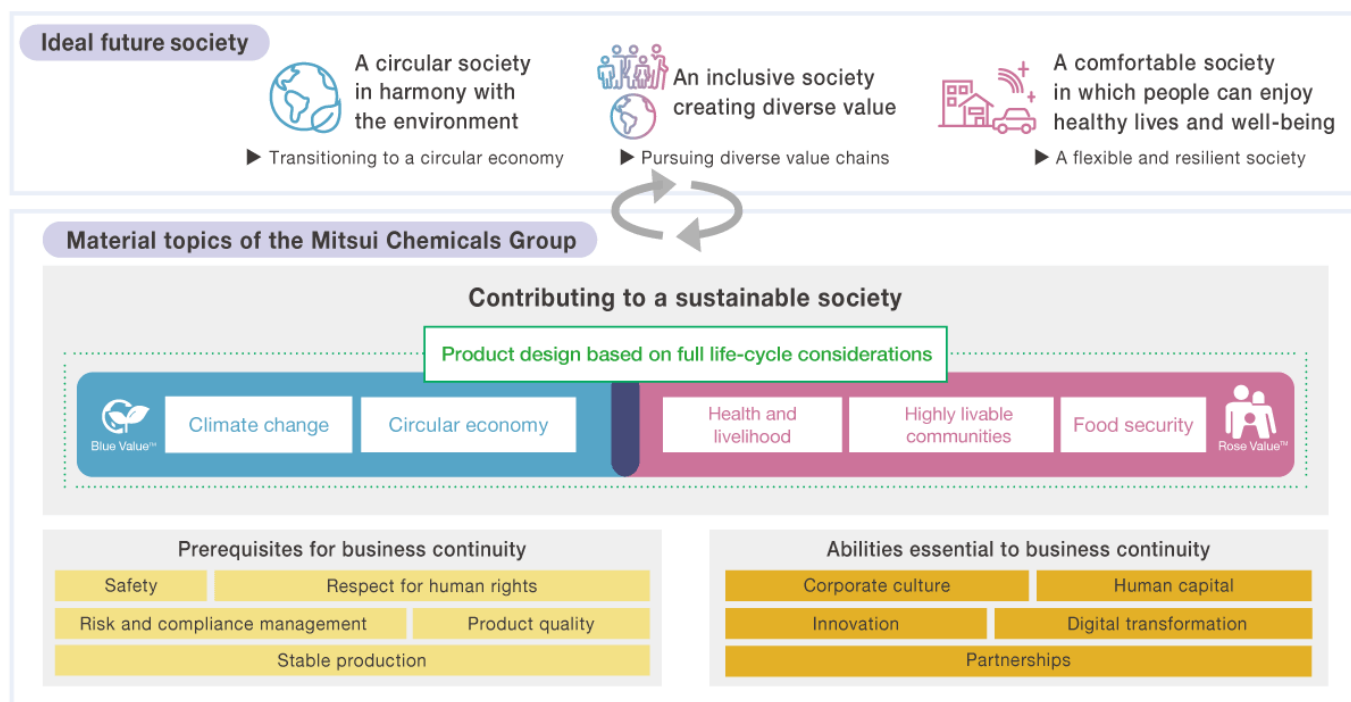 Ideal future society
A circular society
in harmony with
the environment
▶ Transitioning to a circular economy
An inclusive society
creating diverse value
▶ Pursuing diverse value chains
A comfortable society
in which people can enjoy
healthy lives and well-being
▶ A flexible and resilient society
Material topics of the Mitsui Chemicals Group
Contributing to a sustainable society
Product design based on full life-cycle considerations
Blue Value™
Climate change
Circular economy
Health and
livelihood
Highly livable
communities
Food security
Rose Value™
Prerequisites for business continuity
Safety
Respect for human rights
Risk and compliance management
Product quality
Stable production
Abilities essential to business continuity
Corporate culture
Human capital
Innovation
Digital transformation
Partnerships